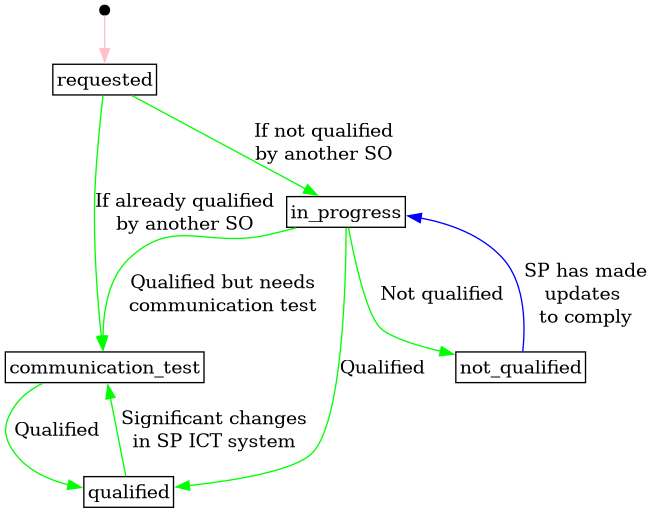 requested
If not qualified
by another SO
If already qualified
by another SO
in_progress
Qualified but needs
communication test
Not qualified
SP has made
updates
to comply
communication_test
Qualified
not_qualified
Qualified
Significant changes
in SP ICT system
qualified